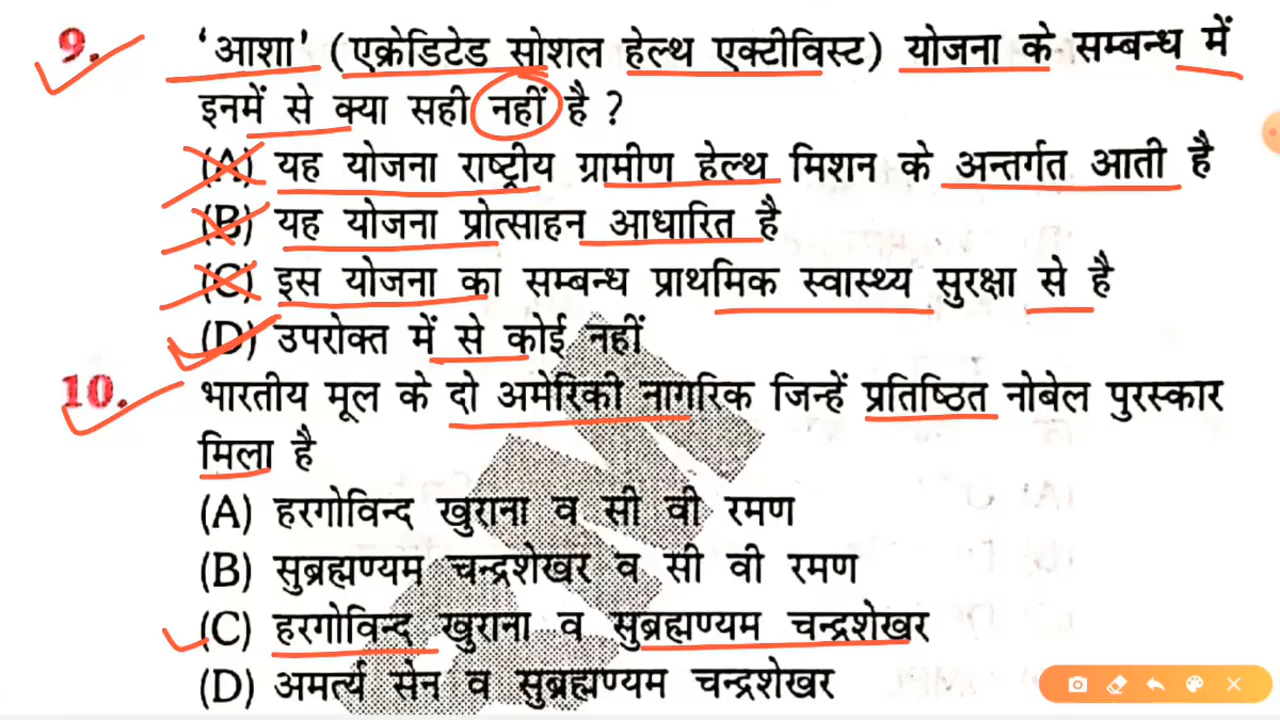 9. 'आशा' (एक्रेडिटेड सोशल हेल्थ एक्टीविस्ट) योजना के सम्बन्ध में
इनमें से क्या सही नहीं है ?
(A) यह योजना राष्ट्रीय ग्रामीण हेल्थ मिशन के अन्तर्गत आती है
(B) यह योजना प्रोत्साहन आधारित है
(C) इस योजना का सम्बन्ध प्राथमिक स्वास्थ्य सुरक्षा से है
(D) उपरोक्त में से कोई नहीं
10. भारतीय मूल के दो अमेरिकी नागरिक जिन्हें प्रतिष्ठित नोबेल पुरस्कार
मिला है
(A) हरगोविन्द खुराना व सी वी रमण
(B) सुब्रह्मण्यम चन्द्रशेखर व सी वी रमण
(C) हरगोविन्द खुराना व सुब्रह्मण्यम चन्द्रशेखर
(D) अमर्त्य सेन व सुब्रह्मण्यम चन्द्रशेखर